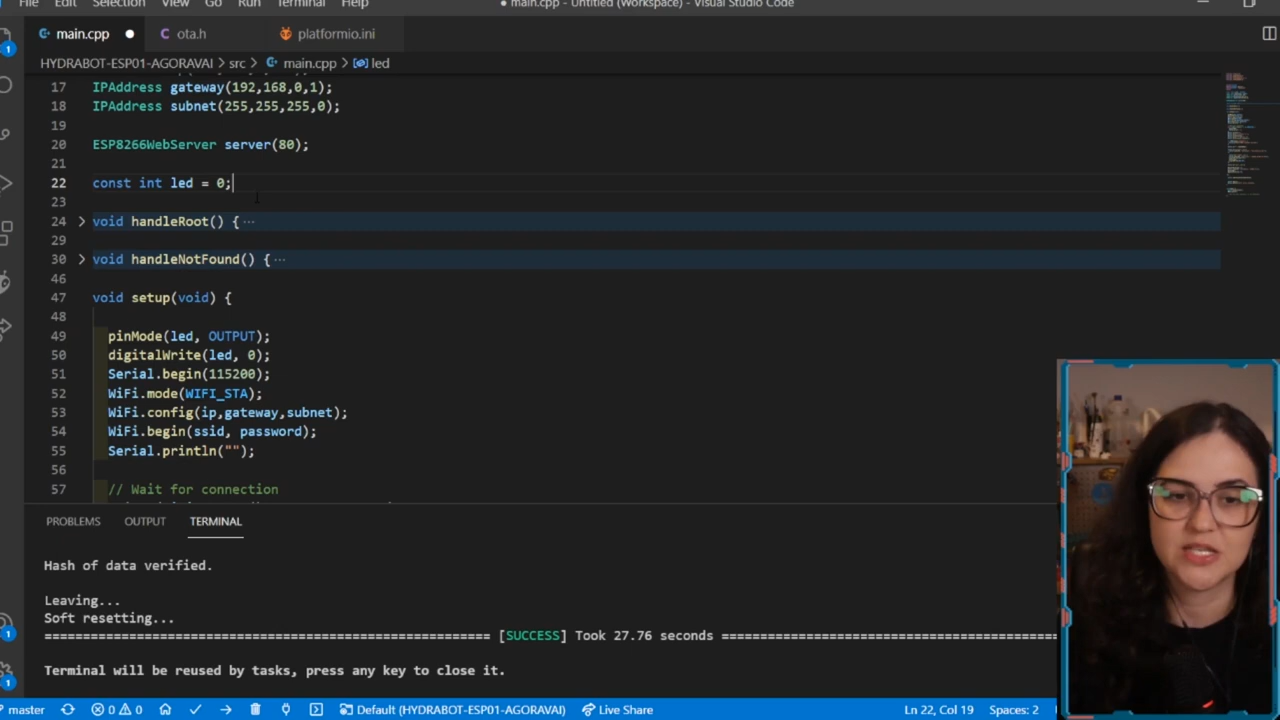 File Edit Selection View Go Run Terminal Help
● main.cpp - Untitled (Workspace) - Visual Studio Code
main.cpp ● ota.h platformio.ini
HYDRABOT-ESP01-AGORAVAI > src > main.cpp > led
17 IPAddress gateway(192,168,0,1);
18 IPAddress subnet(255,255,255,0);
19
20 ESP8266WebServer server(80);
21
22 const int led = 0;
23
24 > void handleRoot() { ···
29
30 > void handleNotFound() { ···
46
47 void setup(void) {
48
49 pinMode(led, OUTPUT);
50 digitalWrite(led, 0);
51 Serial.begin(115200);
52 WiFi.mode(WIFI_STA);
53 WiFi.config(ip,gateway,subnet);
54 WiFi.begin(ssid, password);
55 Serial.println("");
56
57 // Wait for connection
PROBLEMS OUTPUT TERMINAL
Hash of data verified.
Leaving...
Soft resetting...
================================================= [SUCCESS] Took 27.76 seconds =================================================
Terminal will be reused by tasks, press any key to close it.
1
1
1
master 0 0 Default (HYDRABOT-ESP01-AGORAVAI) Live Share Ln 22, Col 19 Spaces: 2